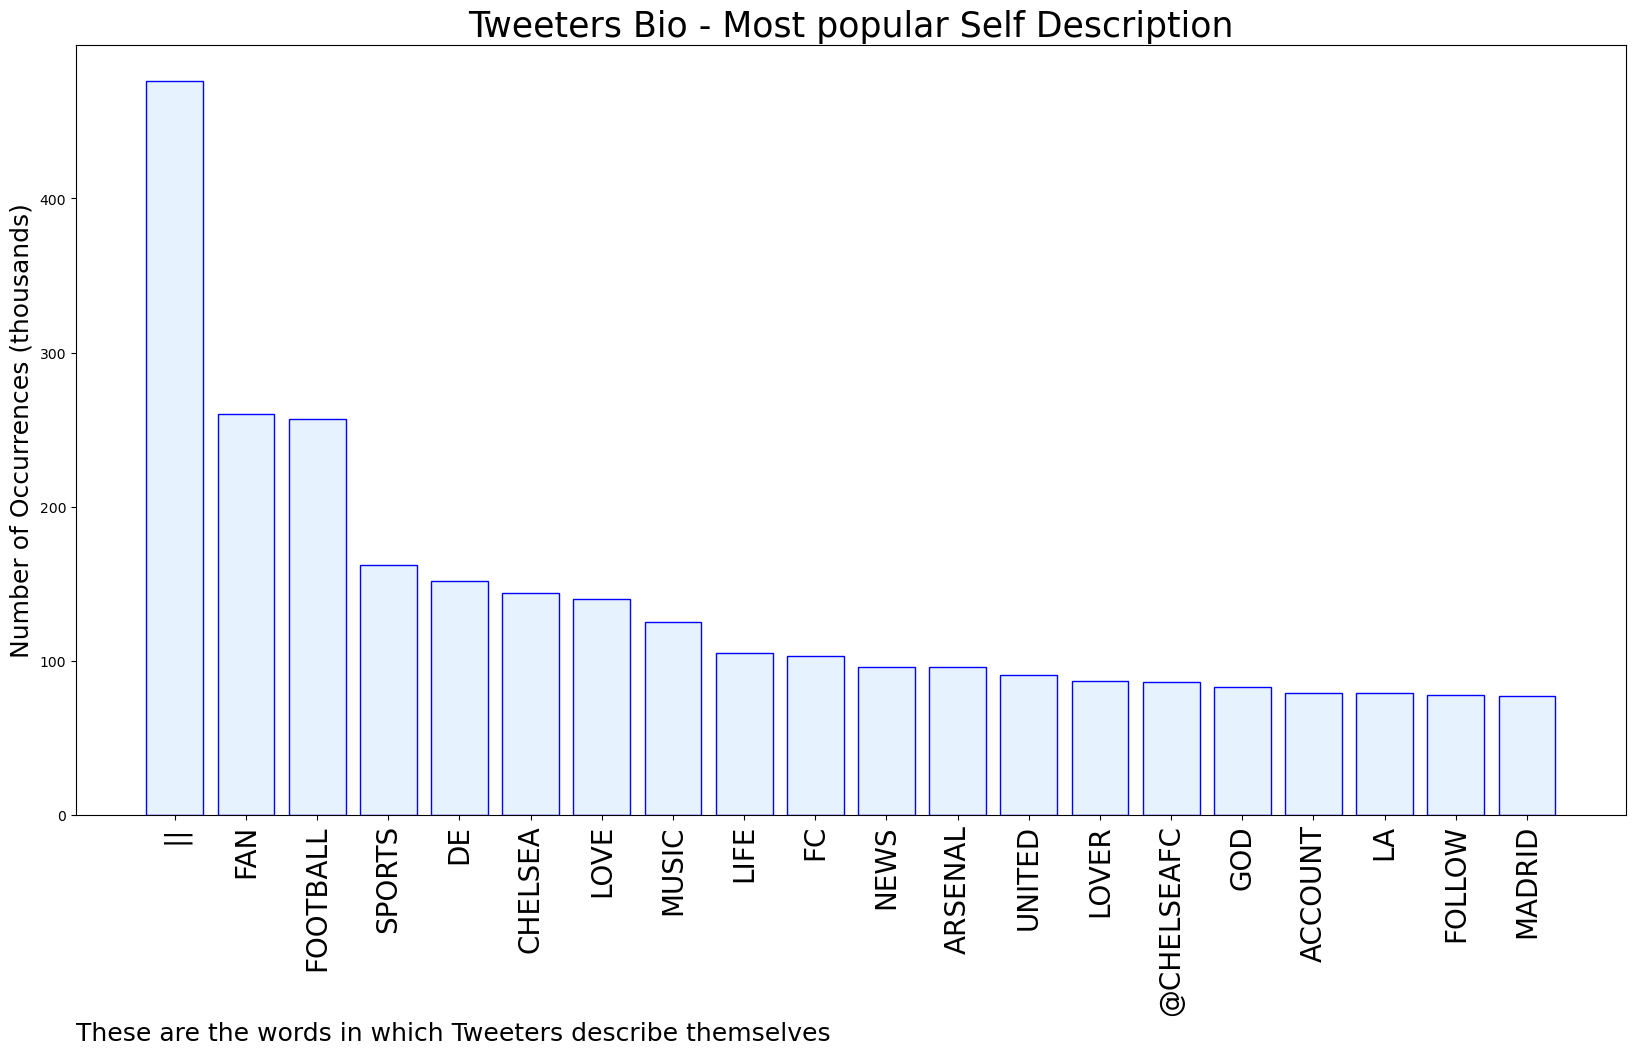 Tweeters Bio - Most popular Self Description
Number of Occurrences (thousands)
400
300
200
100
0
||
FAN
FOOTBALL
SPORTS
DE
CHELSEA
LOVE
MUSIC
LIFE
FC
NEWS
ARSENAL
UNITED
LOVER
@CHELSEAFC
GOD
ACCOUNT
LA
FOLLOW
MADRID
These are the words in which Tweeters describe themselves